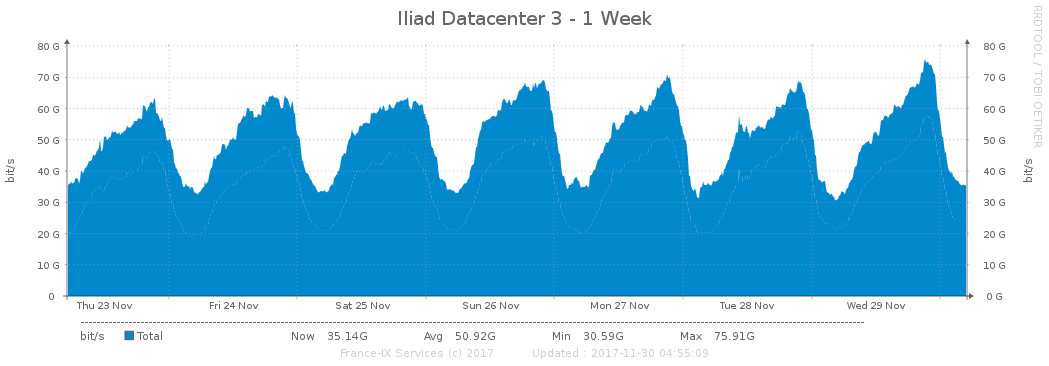 Iliad Datacenter 3 - 1 Week
RRDTOOL / TOBI OETIKER
80 G 80 G
70 G 70 G
60 G 60 G
50 G 50 G
40 G 40 G
30 G 30 G
20 G 20 G
10 G 10 G
0 0 G
bit/s bit/s
Thu 23 Nov Fri 24 Nov Sat 25 Nov Sun 26 Nov Mon 27 Nov Tue 28 Nov Wed 29 Nov
bit/s Total Now 35.14G Avg 50.92G Min 30.59G Max 75.91G
France-IX Services (c) 2017 Updated : 2017-11-30 04:55:09